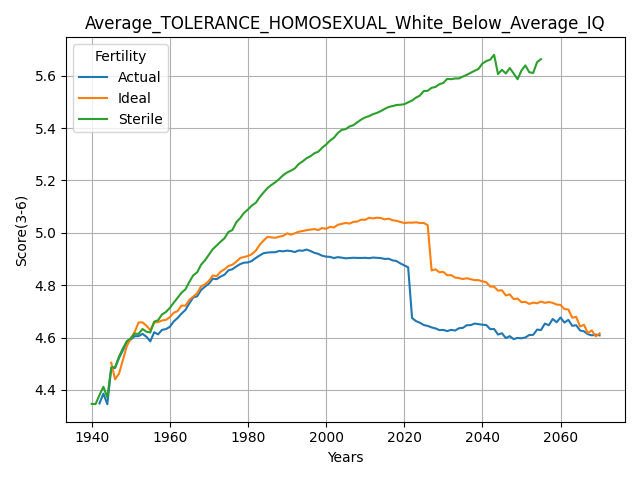 Average_TOLERANCE_HOMOSEXUAL_White_Below_Average_IQ
Fertility
Actual
Ideal
Sterile
5.6
5.4
5.2
5.0
4.8
4.6
4.4
Score(3-6)
1940 1960 1980 2000 2020 2040 2060
Years